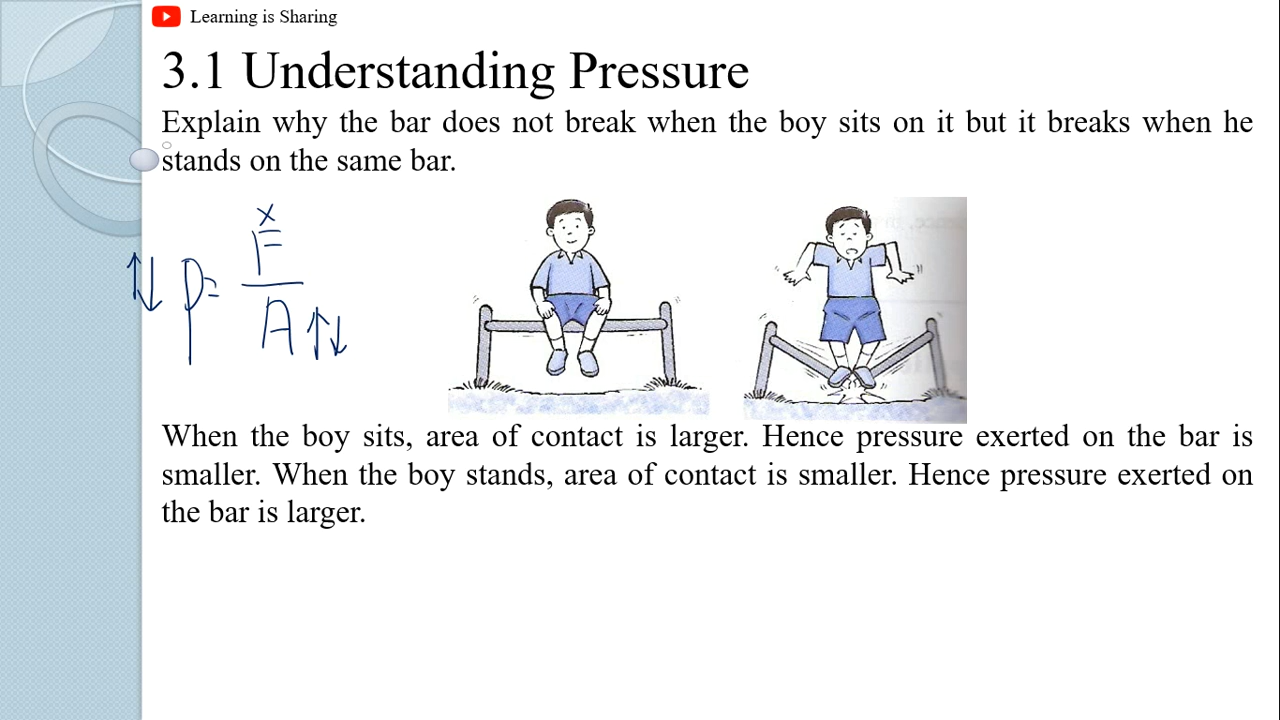 Learning is Sharing
3.1 Understanding Pressure
Explain why the bar does not break when the boy sits on it but it breaks when he
stands on the same bar.
x
↑↓ P = F
A ↑↓
When the boy sits, area of contact is larger. Hence pressure exerted on the bar is
smaller. When the boy stands, area of contact is smaller. Hence pressure exerted on
the bar is larger.